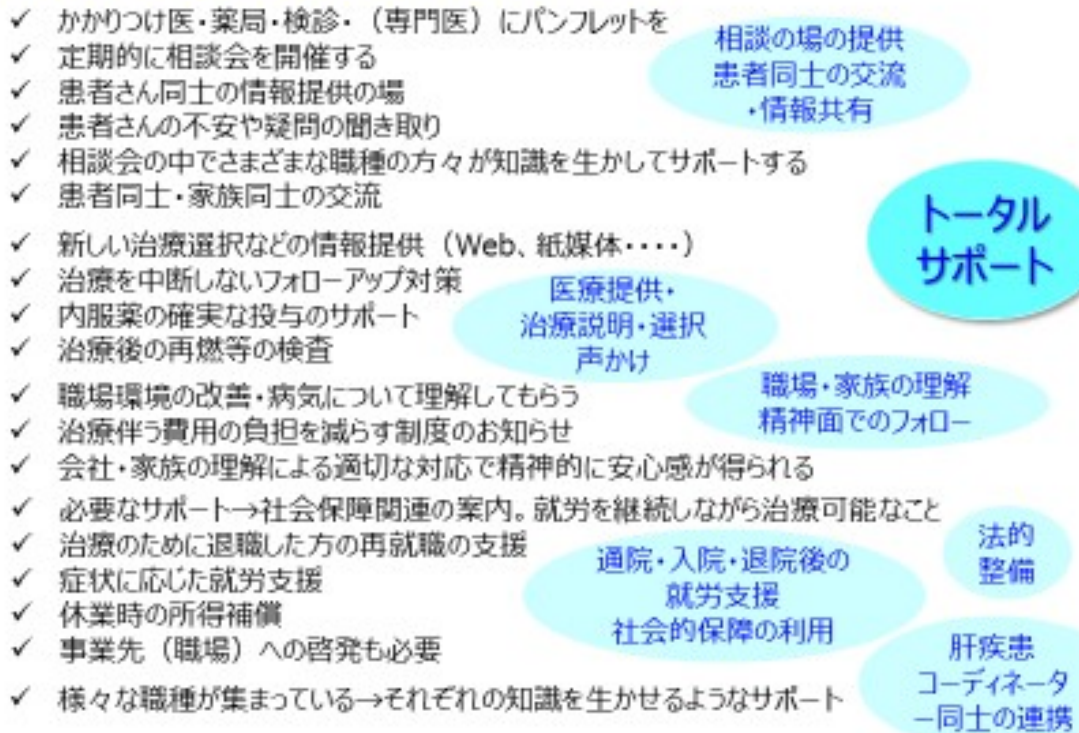 ✓ かかりつけ医・薬局・検診・（専門医）にパンフレットを
✓ 定期的に相談会を開催する
✓ 患者さん同士の情報提供の場
✓ 患者さんの不安や疑問の聞き取り
✓ 相談会の中でさまざまな職種の方々が知識を生かしてサポートする
✓ 患者同士・家族同士の交流
相談の場の提供
患者同士の交流
・情報共有
トータル
サポート
✓ 新しい治療選択などの情報提供（Web、紙媒体・・・・）
✓ 治療を中断しないフォローアップ対策
✓ 内服薬の確実な投与のサポート
✓ 治療後の再燃等の検査
医療提供・
治療説明・選択
声かけ
✓ 職場環境の改善・病気について理解してもらう
✓ 治療伴う費用の負担を減らす制度のお知らせ
✓ 会社・家族の理解による適切な対応で精神的に安心感が得られる
職場・家族の理解
精神面でのフォロー
✓ 必要なサポート→社会保障関連の案内。就労を継続しながら治療可能なこと
✓ 治療のために退職した方の再就職の支援
✓ 症状に応じた就労支援
✓ 休業時の所得補償
✓ 事業先（職場）への啓発も必要
通院・入院・退院後の
就労支援
社会的保障の利用
法的
整備
✓ 様々な職種が集まっている→それぞれの知識を生かせるようなサポート
肝疾患
コーディネータ
ー同士の連携